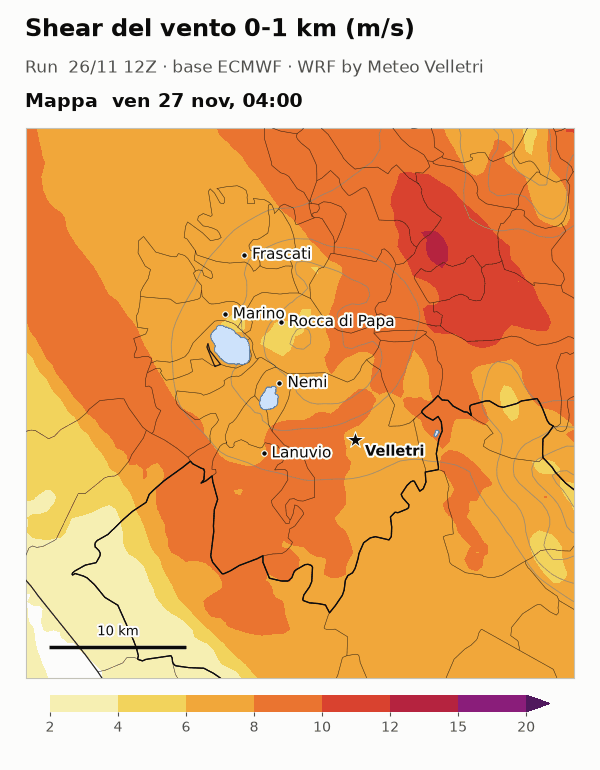 Shear del vento 0-1 km (m/s)
Run 26/11 12Z · base ECMWF · WRF by Meteo Velletri
Mappa ven 27 nov, 04:00
Frascati
Marino
Rocca di Papa
Nemi
Velletri
Lanuvio
10 km
2 4 6 8 10 12 15 20